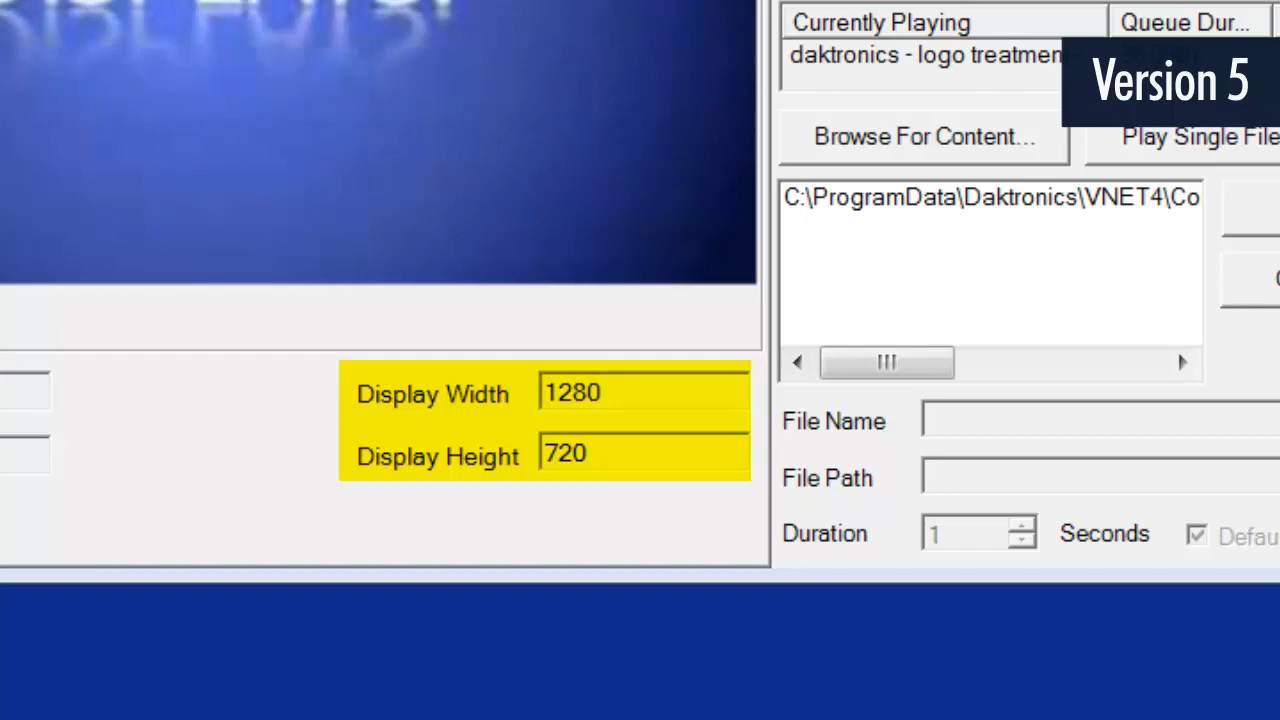 Currently Playing
Queue Dur...
daktronics - logo treatment
Version 5
Browse For Content...
Play Single File
C:\ProgramData\Daktronics\VNET4\Co
Display Width 1280
Display Height 720
File Name
File Path
Duration 1 Seconds Defau